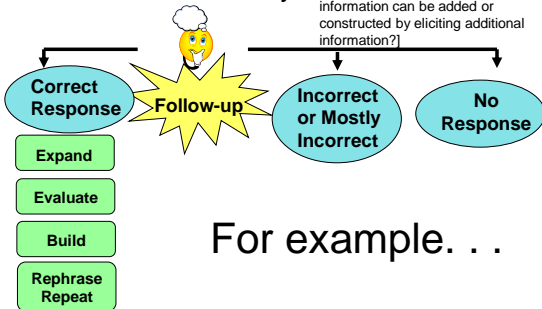 information can be added or
constructed by eliciting additional
information?]
Correct
Response
Follow-up
Incorrect
or Mostly
Incorrect
No
Response
Expand
Evaluate
Build
Rephrase
Repeat
For example. . .